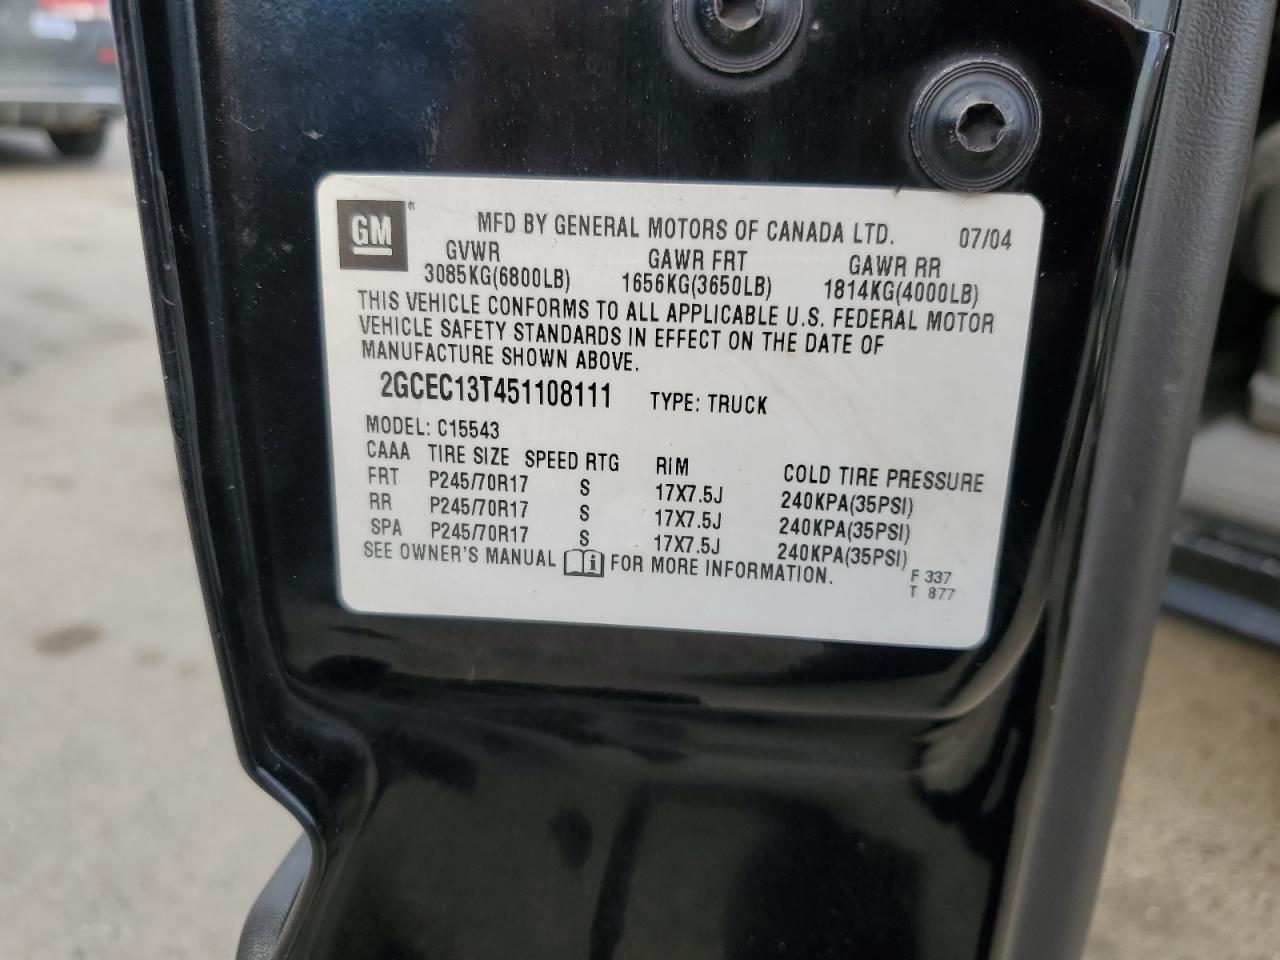 GM® MFD BY GENERAL MOTORS OF CANADA LTD. 07/04
GVWR GAWR FRT GAWR RR
3085KG(6800LB) 1656KG(3650LB) 1814KG(4000LB)
THIS VEHICLE CONFORMS TO ALL APPLICABLE U.S. FEDERAL MOTOR
VEHICLE SAFETY STANDARDS IN EFFECT ON THE DATE OF
MANUFACTURE SHOWN ABOVE.
2GCEC13T451108111 TYPE: TRUCK
MODEL: C15543
CAAA TIRE SIZE SPEED RTG RIM COLD TIRE PRESSURE
FRT P245/70R17 S 17X7.5J 240KPA(35PSI)
RR P245/70R17 S 17X7.5J 240KPA(35PSI)
SPA P245/70R17 S 17X7.5J 240KPA(35PSI)
SEE OWNER'S MANUAL i FOR MORE INFORMATION.
F 337
T 877